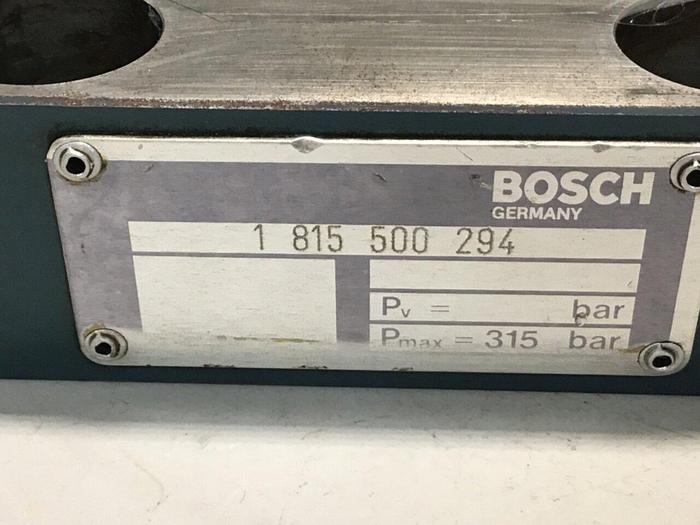 BOSCH
GERMANY
1 815 500 294
Pv = bar
Pmax = 315 bar